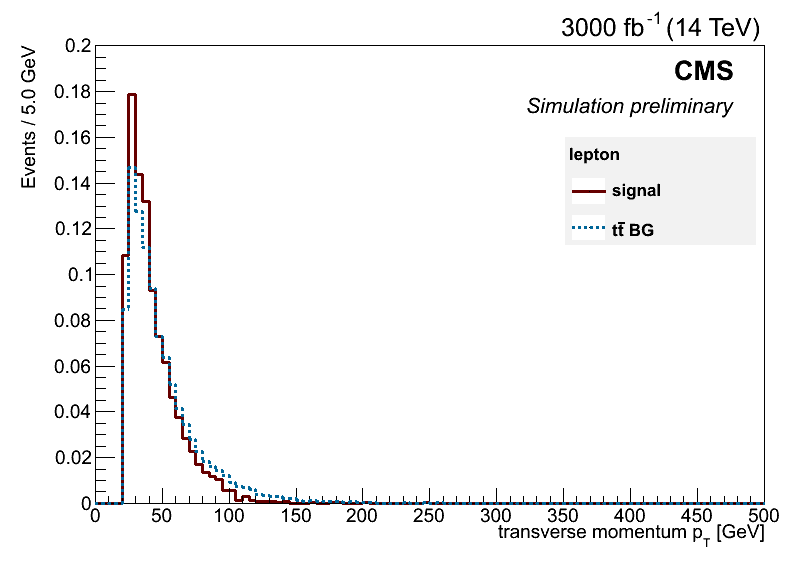 3000 fb⁻¹ (14 TeV)
CMS
Simulation preliminary
Events / 5.0 GeV
0.2
0.18
0.16
0.14
0.12
0.1
0.08
0.06
0.04
0.02
0
lepton
signal
tt̄ BG
0 50 100 150 200 250 300 350 400 450 500
transverse momentum p_T [GeV]